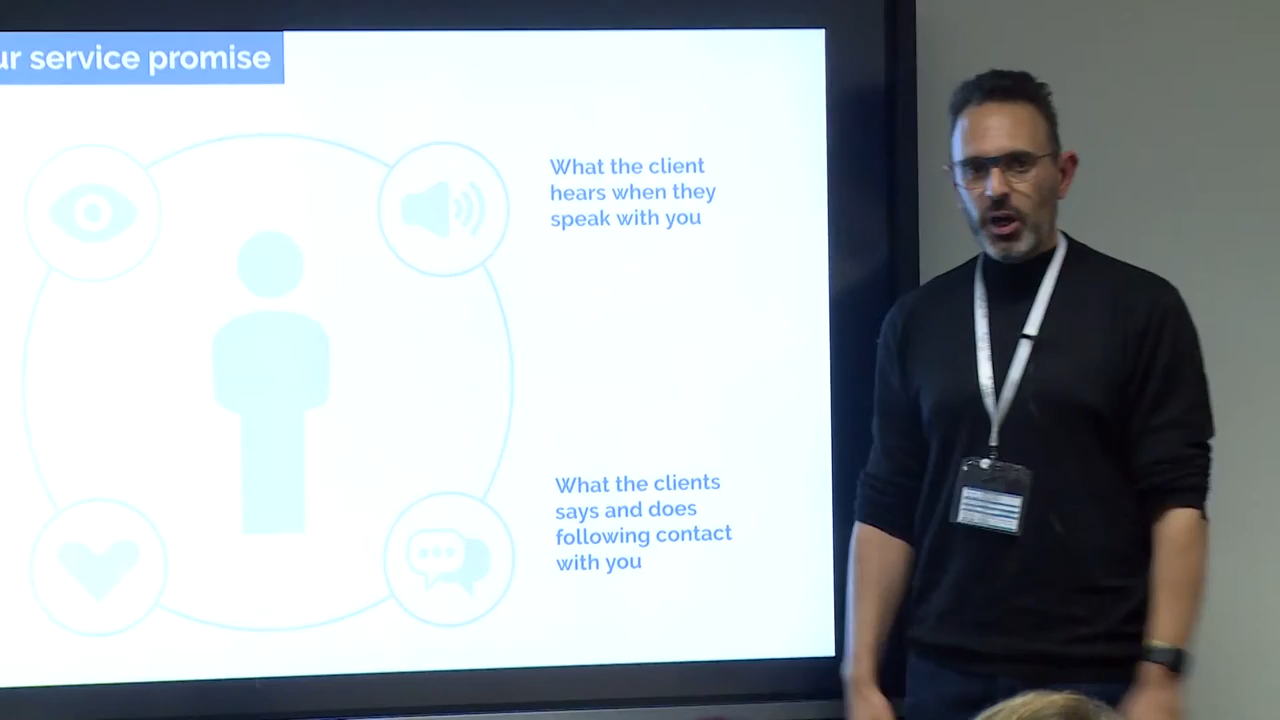 ur service promise
What the client
hears when they
speak with you
What the clients
says and does
following contact
with you